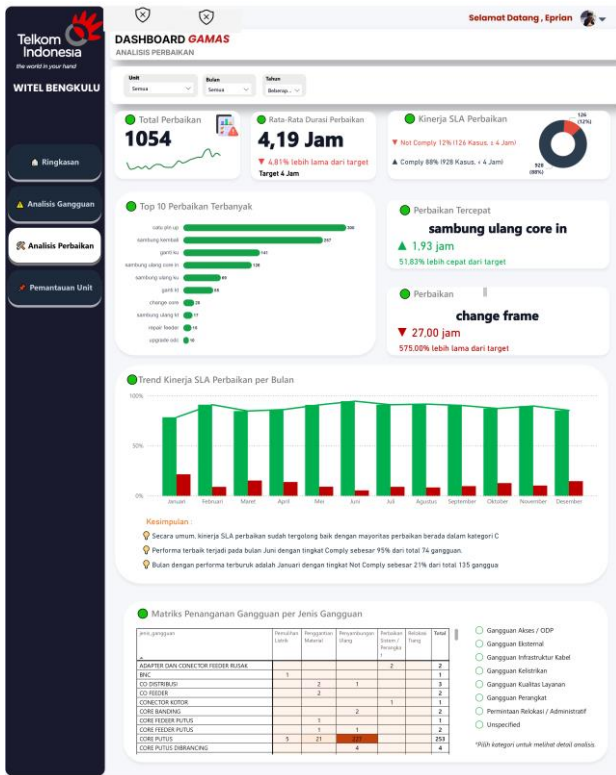 Telkom
Indonesia
the world in your hand
WITEL BENGKULU
Ringkasan
Analisis Gangguan
Analisis Perbaikan
Pemantauan Unit
Selamat Datang , Eprian
DASHBOARD GAMAS
ANALISIS PERBAIKAN
Unit
Semua
Bulan
Semua
Tahun
Beberap...
Total Perbaikan
1054
Rata-Rata Durasi Perbaikan
4,19 Jam
▼ 4,81% lebih lama dari target
Target 4 Jam
Kinerja SLA Perbaikan
▼ Not Comply 12% (126 Kasus, ≥ 4 Jam)
▲ Comply 88% (928 Kasus, < 4 Jam)
126
(12%)
928
(88%)
Top 10 Perbaikan Terbanyak
catu pln up
sambung kembali
257
ganti ku
sambung ulang core in
sambung ulang ku
ganti kt
change core
sambung ulang kt
17
repair feeder
upgrade odc
Perbaikan Tercepat
sambung ulang core in
▲ 1,93 jam
51,83% lebih cepat dari target
Perbaikan
change frame
▼ 27,00 jam
575,00% lebih lama dari target
Trend Kinerja SLA Perbaikan per Bulan
100%
50%
0%
Januari Februari Maret April Mei Juni Juli Agustus September Oktober November Desember
Kesimpulan :
Secara umum, kinerja SLA perbaikan sudah tergolong baik dengan mayoritas perbaikan berada dalam kategori C
Performa terbaik terjadi pada bulan Juni dengan tingkat Comply sebesar 95% dari total 74 gangguan.
Bulan dengan performa terburuk adalah Januari dengan tingkat Not Comply sebesar 21% dari total 135 ganggua
Matriks Penanganan Gangguan per Jenis Gangguan
jenis_gangguan Pemulihan Listrik Penggantian Material Penyambungan Ulang Perbaikan Sistem / Perangkat Relokasi Tiang Total
ADAPTER DAN CONECTOR FEEDER RUSAK 2 2
BNC 1 1
CO DISTRIBUSI 2 1 3
CO FEEDER 2 2
CONECTOR KOTOR 1 1
CORE BANDING 2 2
CORE FEDEER PUTUS 1 1
CORE FEEDER PUTUS 1 1 2
CORE PUTUS 5 21 227 253
CORE PUTUS DIBRANCING 4 4
Gangguan Akses / ODP
Gangguan Eksternal
Gangguan Infrastruktur Kabel
Gangguan Kelistrikan
Gangguan Kualitas Layanan
Gangguan Perangkat
Permintaan Relokasi / Administratif
Unspecified
*Pilih kategori untuk melihat detail analisis.